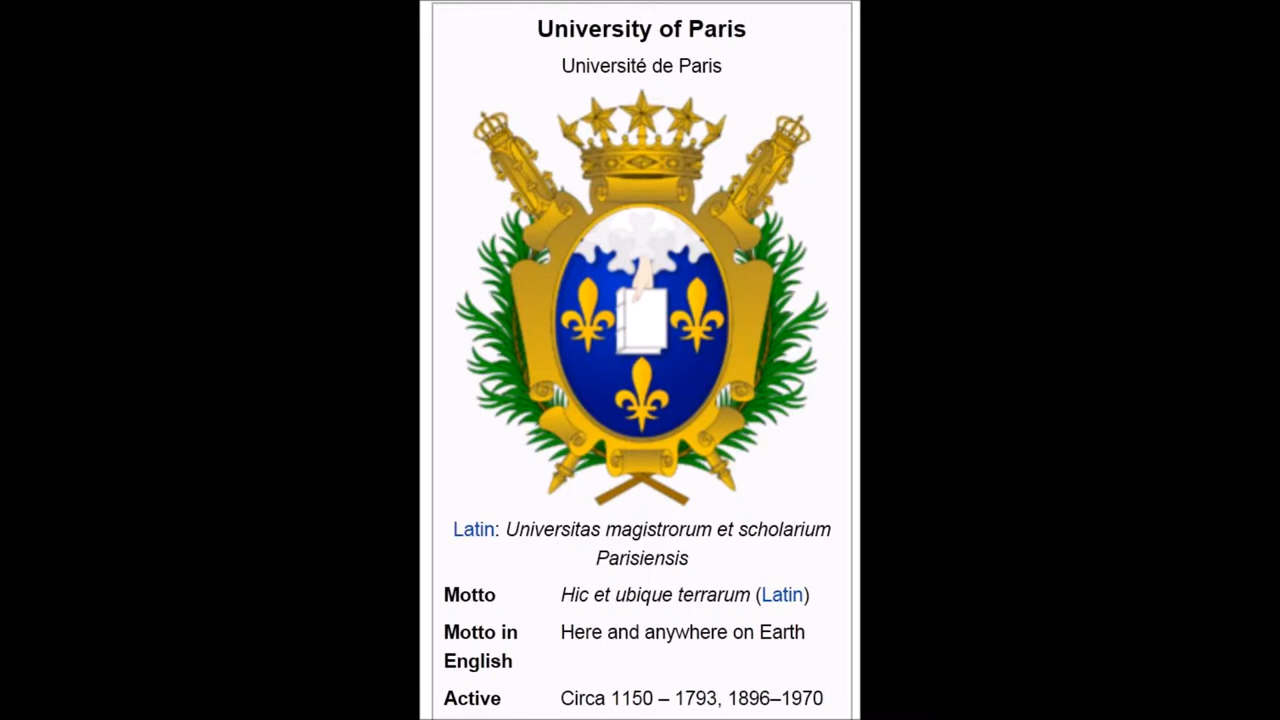 University of Paris
Université de Paris
Latin: Universitas magistrorum et scholarium
Parisiensis
Motto Hic et ubique terrarum (Latin)
Motto in Here and anywhere on Earth
English
Active Circa 1150 – 1793, 1896–1970